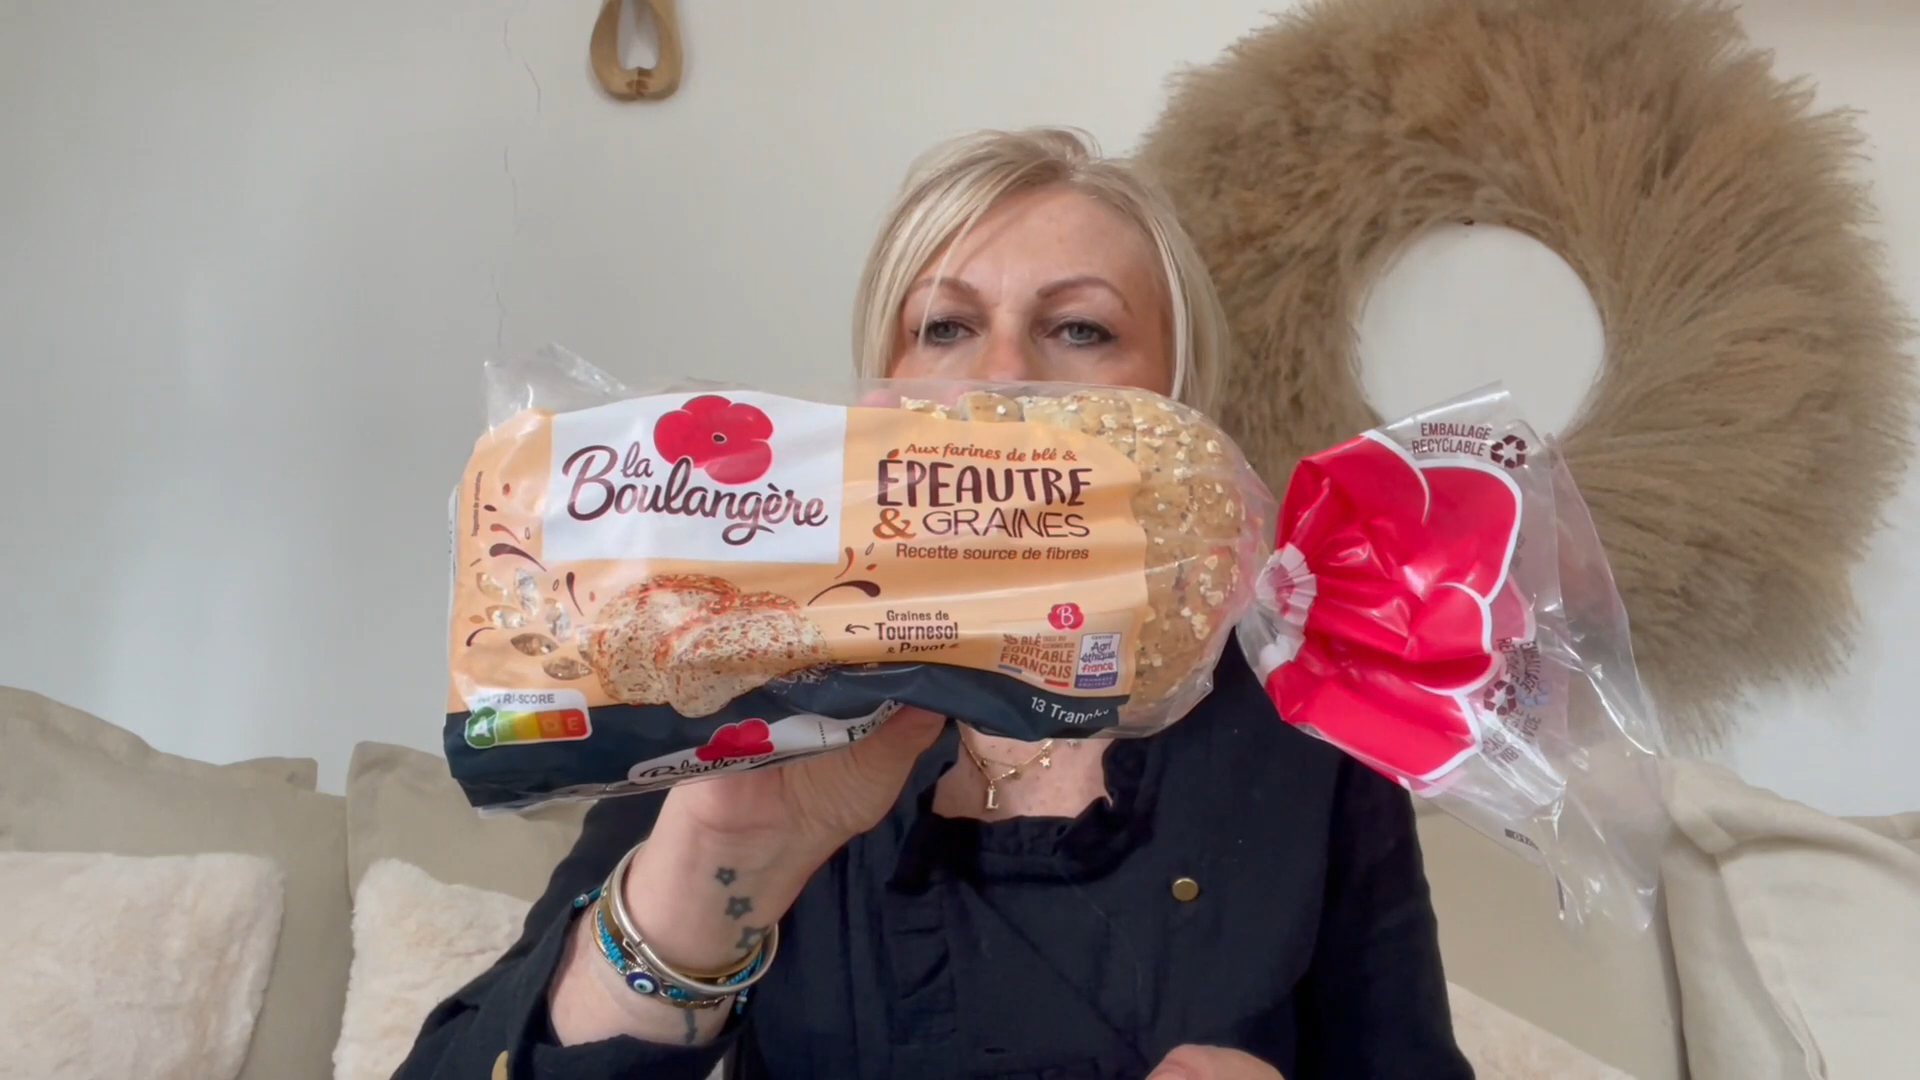 la
Boulangère
Aux farines de blé &
ÉPEAUTRE
& GRAINES
Recette source de fibres
Graines de
Tournesol
& Pavot
B
BLÉ
ÉQUITABLE
FRANÇAIS
Agri
éthique
france
13 Tranches
NUTRI-SCORE
A
D E
la
Boulangère
EMBALLAGE
RECYCLABLE
L